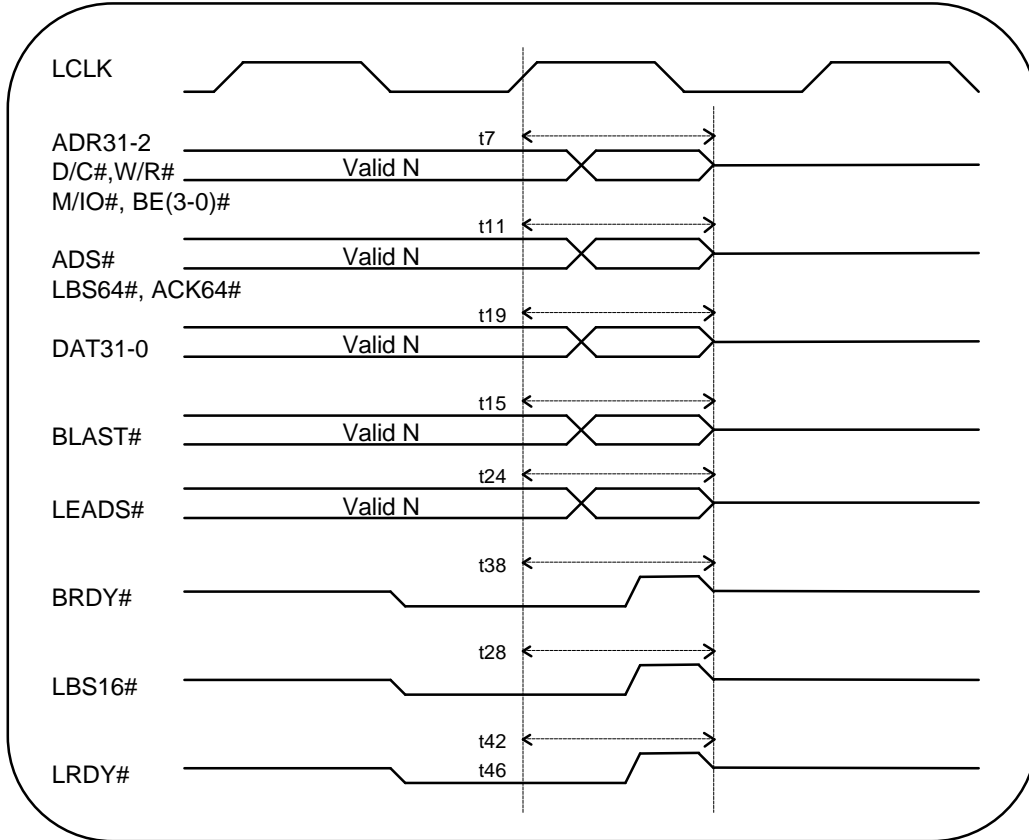 LCLK
ADR31-2
D/C#,W/R#
M/IO#, BE(3-0)#
t7
Valid N
ADS#
LBS64#, ACK64#
t11
Valid N
DAT31-0
t19
Valid N
BLAST#
t15
Valid N
LEADS#
t24
Valid N
BRDY#
t38
LBS16#
t28
LRDY#
t42
t46